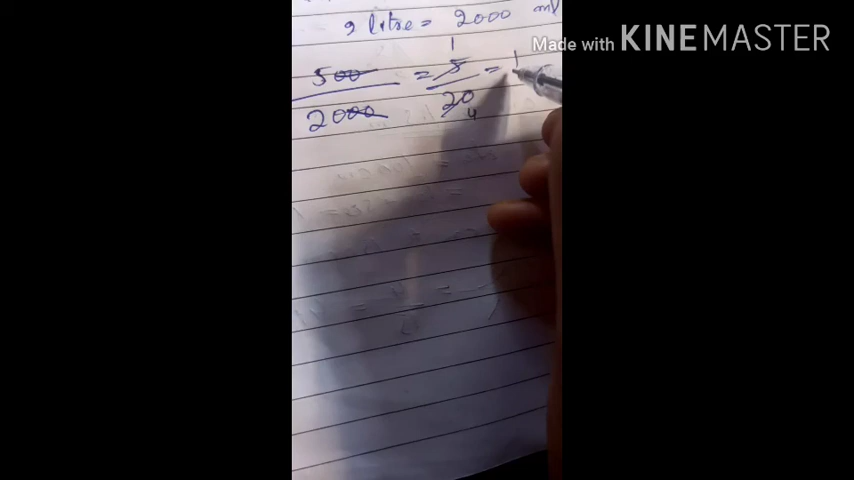 2 litre = 2000 ml
Made with KINEMASTER
1
500 = 5 = 1
2000 20
4